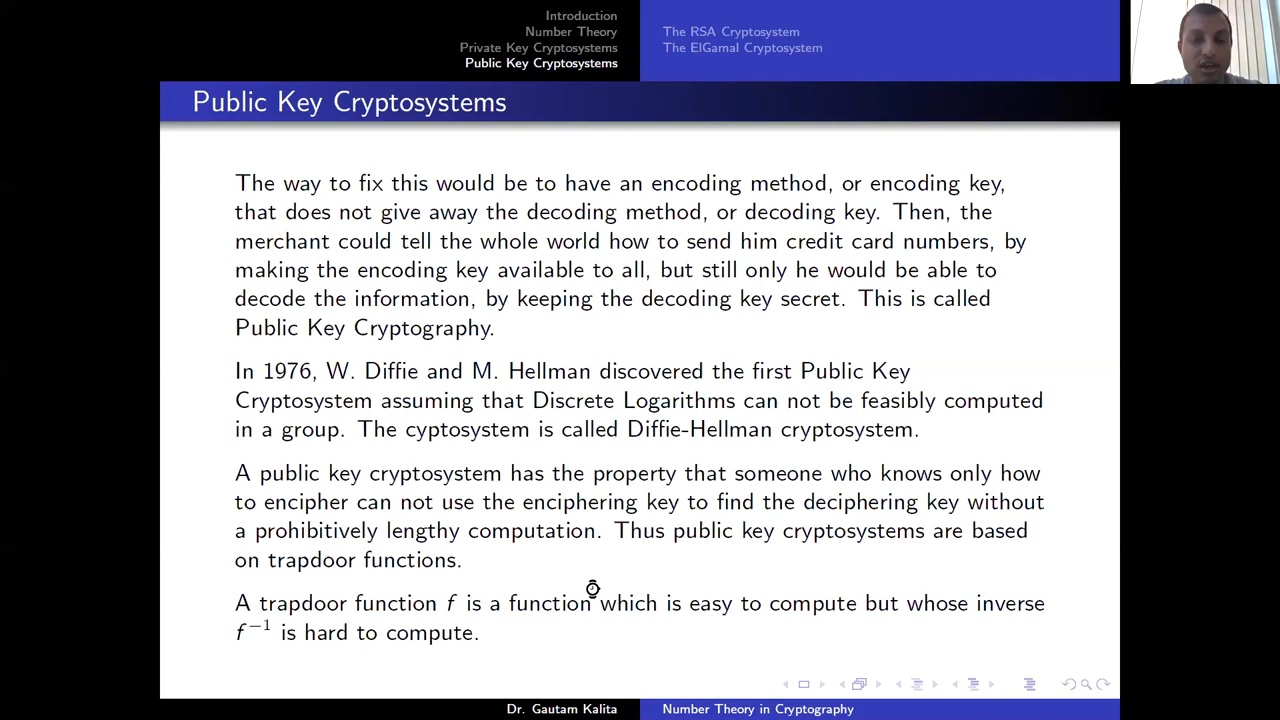 Introduction
Number Theory
Private Key Cryptosystems
Public Key Cryptosystems
The RSA Cryptosystem
The ElGamal Cryptosystem
Public Key Cryptosystems
The way to fix this would be to have an encoding method, or encoding key,
that does not give away the decoding method, or decoding key. Then, the
merchant could tell the whole world how to send him credit card numbers, by
making the encoding key available to all, but still only he would be able to
decode the information, by keeping the decoding key secret. This is called
Public Key Cryptography.
In 1976, W. Diffie and M. Hellman discovered the first Public Key
Cryptosystem assuming that Discrete Logarithms can not be feasibly computed
in a group. The cyptosystem is called Diffie-Hellman cryptosystem.
A public key cryptosystem has the property that someone who knows only how
to encipher can not use the enciphering key to find the deciphering key without
a prohibitively lengthy computation. Thus public key cryptosystems are based
on trapdoor functions.
A trapdoor function f is a function which is easy to compute but whose inverse
f⁻¹ is hard to compute.
Dr. Gautam Kalita
Number Theory in Cryptography